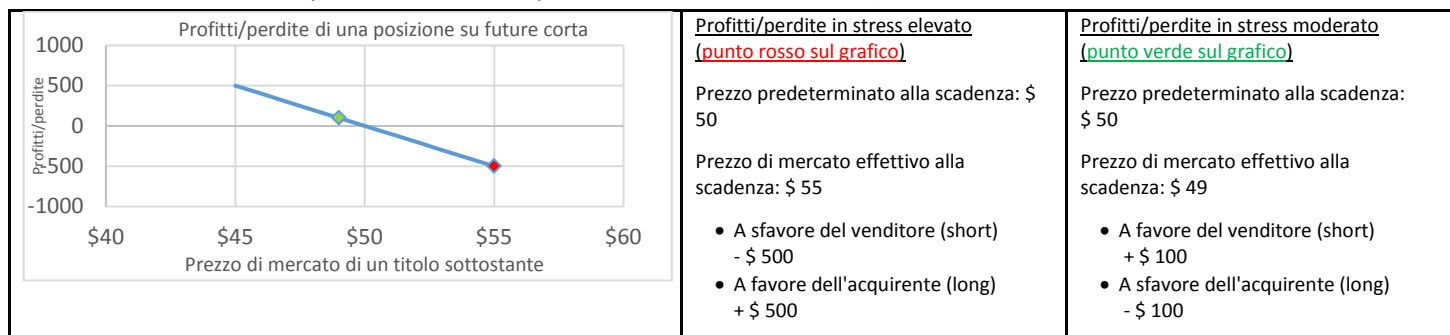 Profitti/perdite di una posizione su future corta
Profitti/perdite
1000
500
0
-500
-1000
$40 $45 $50 $55 $60
Prezzo di mercato di un titolo sottostante
Profitti/perdite in stress elevato
(punto rosso sul grafico)
Prezzo predeterminato alla scadenza: $
50
Prezzo di mercato effettivo alla
scadenza: $ 55
• A sfavore del venditore (short)
- $ 500
• A favore dell'acquirente (long)
+ $ 500
Profitti/perdite in stress moderato
(punto verde sul grafico)
Prezzo predeterminato alla scadenza:
$ 50
Prezzo di mercato effettivo alla
scadenza: $ 49
• A favore del venditore (short)
+ $ 100
• A sfavore dell'acquirente (long)
- $ 100